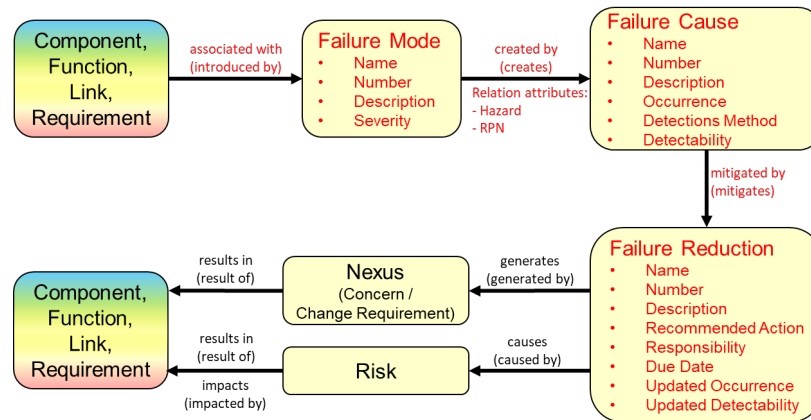 Component,
Function,
Link,
Requirement
associated with
(introduced by)
Failure Mode
• Name
• Number
• Description
• Severity
created by
(creates)
Relation attributes:
- Hazard
- RPN
Failure Cause
• Name
• Number
• Description
• Occurrence
• Detections Method
• Detectability
mitigated by
(mitigates)
Failure Reduction
• Name
• Number
• Description
• Recommended Action
• Responsibility
• Due Date
• Updated Occurrence
• Updated Detectability
generates
(generated by)
Nexus
(Concern /
Change Requirement)
results in
(result of)
causes
(caused by)
Risk
results in
(result of)
impacts
(impacted by)
Component,
Function,
Link,
Requirement